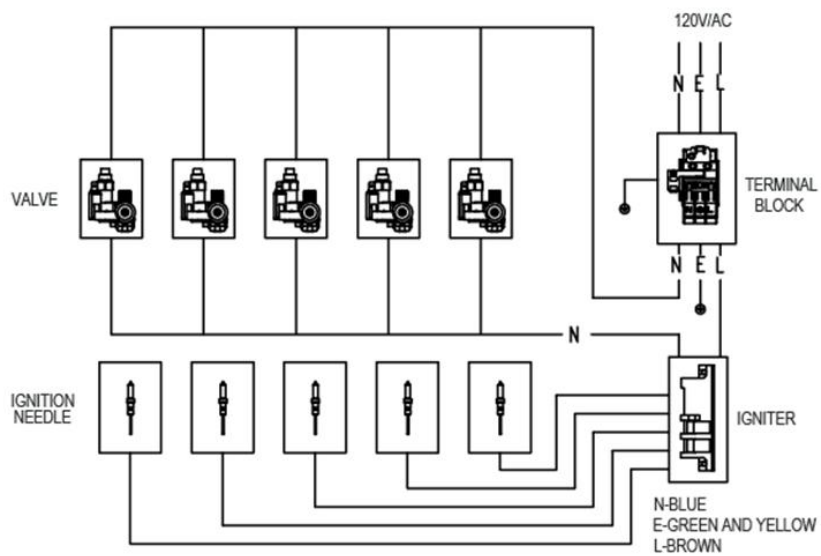 120V/AC
N E L
VALVE
TERMINAL
BLOCK
N E L
N
IGNITION
NEEDLE
IGNITER
N-BLUE
E-GREEN AND YELLOW
L-BROWN